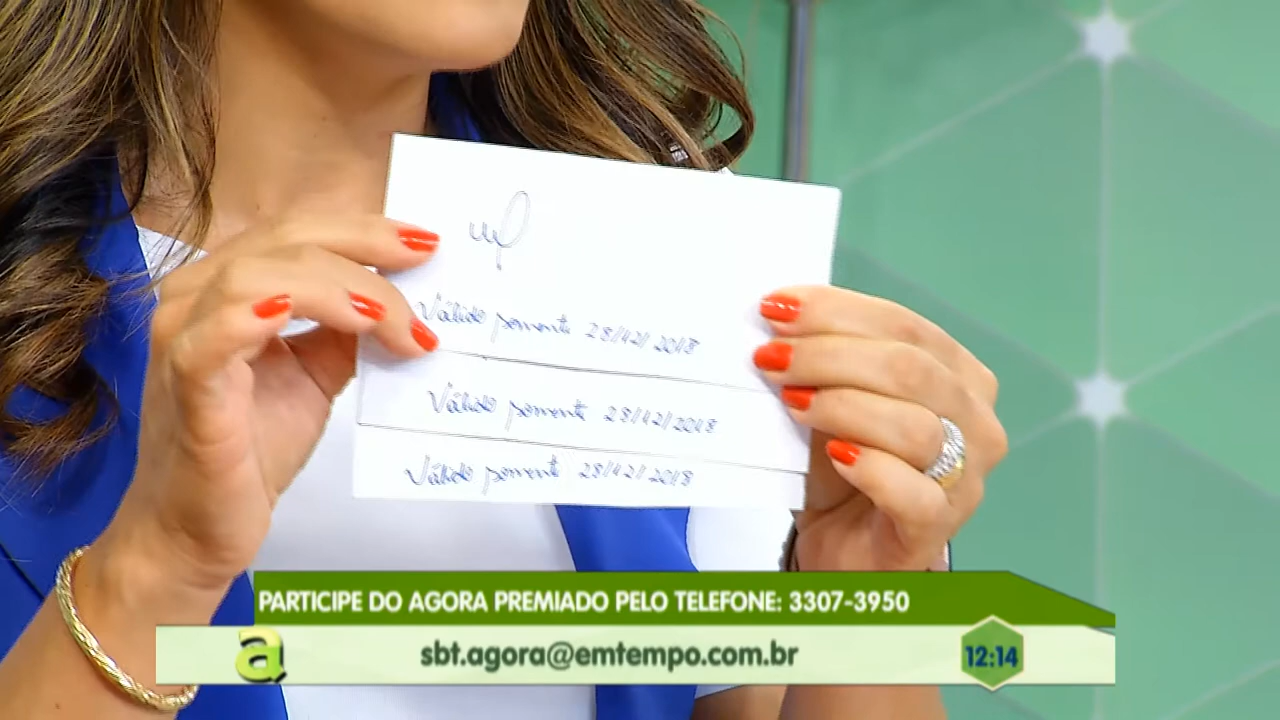 Válido somente 28/12/2018
Válido somente 28/12/2018
Válido somente 28/12/2018
PARTICIPE DO AGORA PREMIADO PELO TELEFONE: 3307-3950
a
sbt.agora@emtempo.com.br
12:14